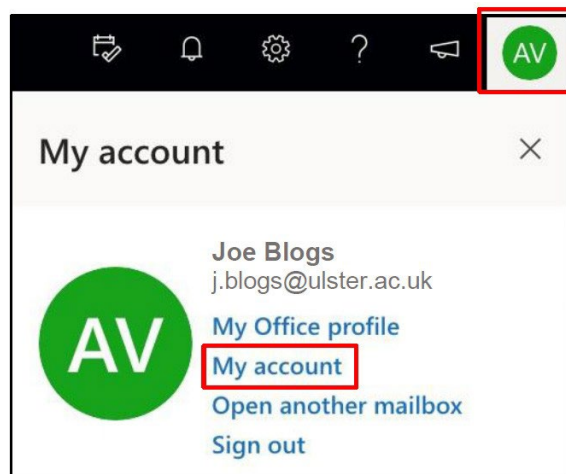 ? AV
My account
Joe Blogs
j.blogs@ulster.ac.uk
AV
My Office profile
My account
Open another mailbox
Sign out